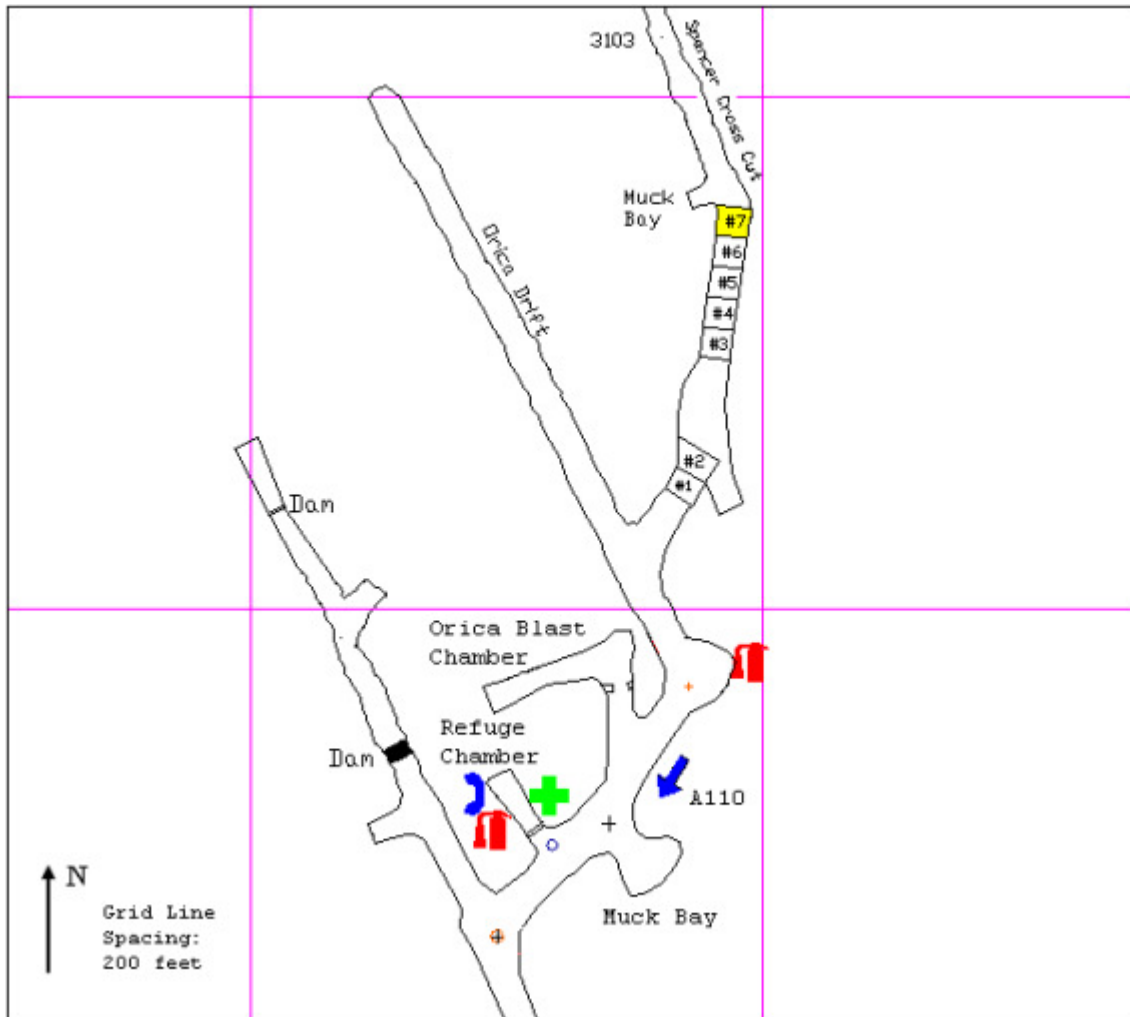 3103
Spencer Cross Cut
Muck
Bay
#7
#6
#5
#4
#3
Orica Drift
#2
#1
Dam
Orica Blast
Chamber
Refuge
Chamber
Dam
A110
N
Muck Bay
Grid Line
Spacing:
200 feet